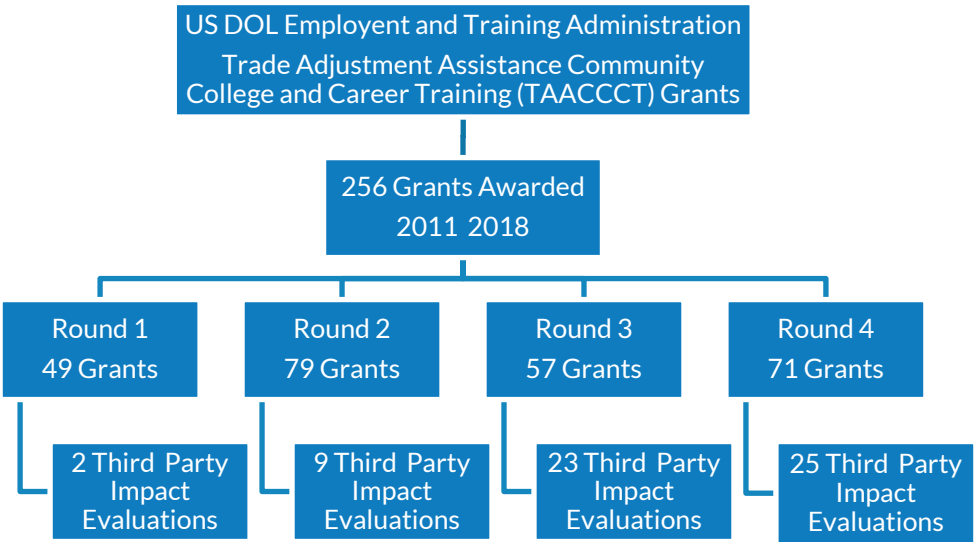 US DOL Employent and Training Administration
Trade Adjustment Assistance Community
College and Career Training (TAACCCT) Grants
256 Grants Awarded
2011 2018
Round 1
49 Grants
Round 2
79 Grants
Round 3
57 Grants
Round 4
71 Grants
2 Third Party
Impact
Evaluations
9 Third Party
Impact
Evaluations
23 Third Party
Impact
Evaluations
25 Third Party
Impact
Evaluations